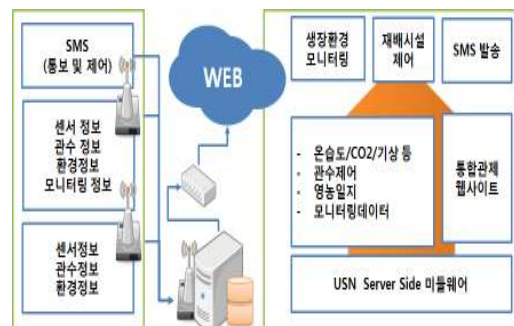 SMS
(통보 및 제어)
센서 정보
관수 정보
환경정보
모니터링 정보
센서정보
관수정보
환경정보
WEB
생장환경
모니터링
재배시설
제어
SMS 발송
- 온습도/CO2/기상 등
- 관수제어
- 영농일지
- 모니터링데이터
통합관제
웹사이트
USN Server Side 미들웨어